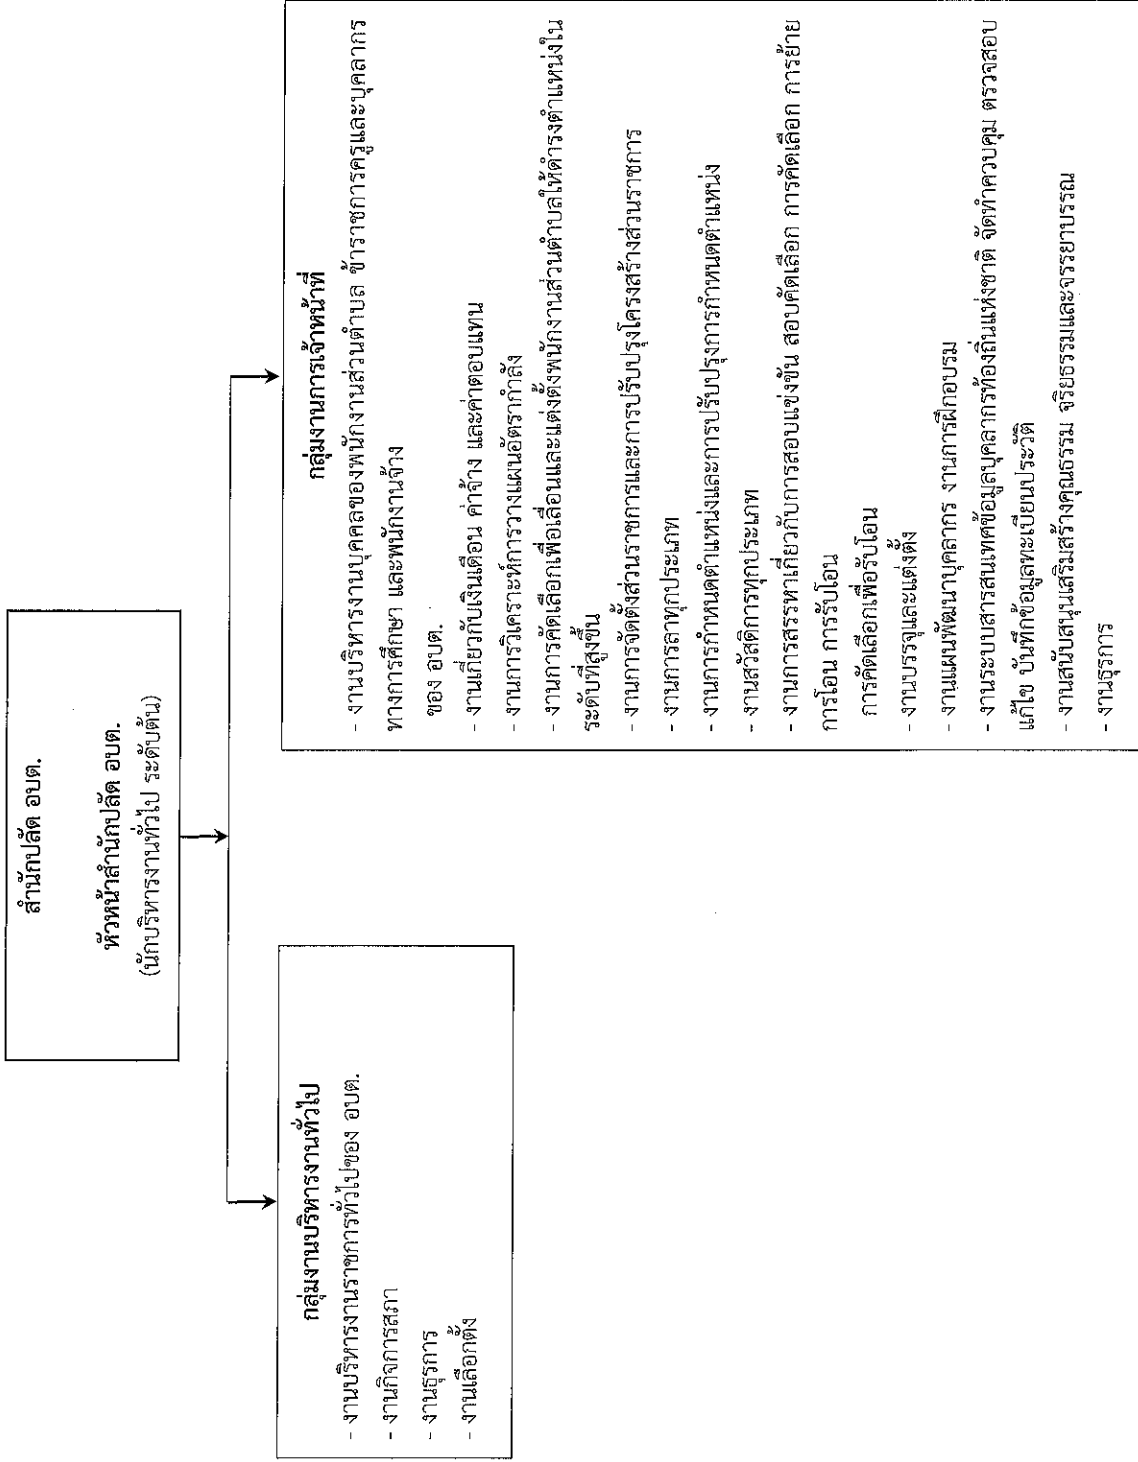 สำนักปลัด อบต.
หัวหน้าสำนักปลัด อบต.
(นักบริหารงานทั่วไป ระดับต้น)
กลุ่มงานบริหารงานทั่วไป
- งานบริหารงานราชการทั่วไปของ อบต.
- งานกิจการสภา
- งานธุรการ
- งานเลือกตั้ง
กลุ่มงานการเจ้าหน้าที่
- งานบริหารงานบุคคลของพนักงานส่วนตำบล ข้าราชการครูและบุคลากร
ทางการศึกษา และพนักงานจ้าง
ของ อบต.
- งานเกี่ยวกับเงินเดือน ค่าจ้าง และค่าตอบแทน
- งานการวิเคราะห์การวางแผนอัตรากำลัง
- งานการคัดเลือกเพื่อเลื่อนและแต่งตั้งพนักงานส่วนตำบลให้ดำรงตำแหน่งใน
ระดับที่สูงขึ้น
- งานการจัดตั้งส่วนราชการและการปรับปรุงโครงสร้างส่วนราชการ
- งานการลาทุกประเภท
- งานการกำหนดตำแหน่งและการปรับปรุงการกำหนดตำแหน่ง
- งานสวัสดิการทุกประเภท
- งานการสรรหาเกี่ยวกับการสอบแข่งขัน สอบคัดเลือก การคัดเลือก การย้าย
การโอน การรับโอน
การคัดเลือกเพื่อรับโอน
- งานบรรจุและแต่งตั้ง
- งานแผนพัฒนาบุคลากร งานการฝึกอบรม
- งานระบบสารสนเทศข้อมูลบุคลากรท้องถิ่นแห่งชาติ จัดทำควบคุม ตรวจสอบ
แก้ไข บันทึกข้อมูลทะเบียนประวัติ
- งานสนับสนุนเสริมสร้างคุณธรรม จริยธรรมและจรรยาบรรณ
- งานธุรการ